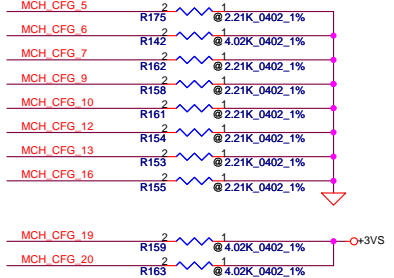 MCH_CFG_5 2 1
R175 @ 2.21K_0402_1%
MCH_CFG_6 2 1
R142 @ 4.02K_0402_1%
MCH_CFG_7 2 1
R162 @ 2.21K_0402_1%
MCH_CFG_9 2 1
R158 @ 2.21K_0402_1%
MCH_CFG_10 2 1
R161 @ 2.21K_0402_1%
MCH_CFG_12 2 1
R154 @ 2.21K_0402_1%
MCH_CFG_13 2 1
R153 @ 2.21K_0402_1%
MCH_CFG_16 2 1
R155 @ 2.21K_0402_1%
MCH_CFG_19 2 1 +3VS
R159 @ 4.02K_0402_1%
MCH_CFG_20 2 1
R163 @ 4.02K_0402_1%